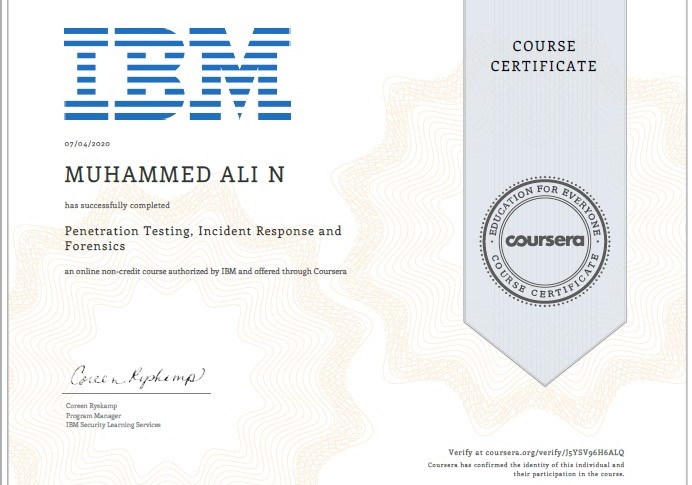 IBM
COURSE
CERTIFICATE
07/04/2020
MUHAMMED ALI N
has successfully completed
Penetration Testing, Incident Response and
Forensics
an online non-credit course authorized by IBM and offered through Coursera
EDUCATION FOR EVERYONE
coursera
COURSE CERTIFICATE
Coreen Ryskamp
Coreen Ryskamp
Program Manager
IBM Security Learning Services
Verify at coursera.org/verify/J5YSV96H6ALQ
Coursera has confirmed the identity of this individual and
their participation in the course.